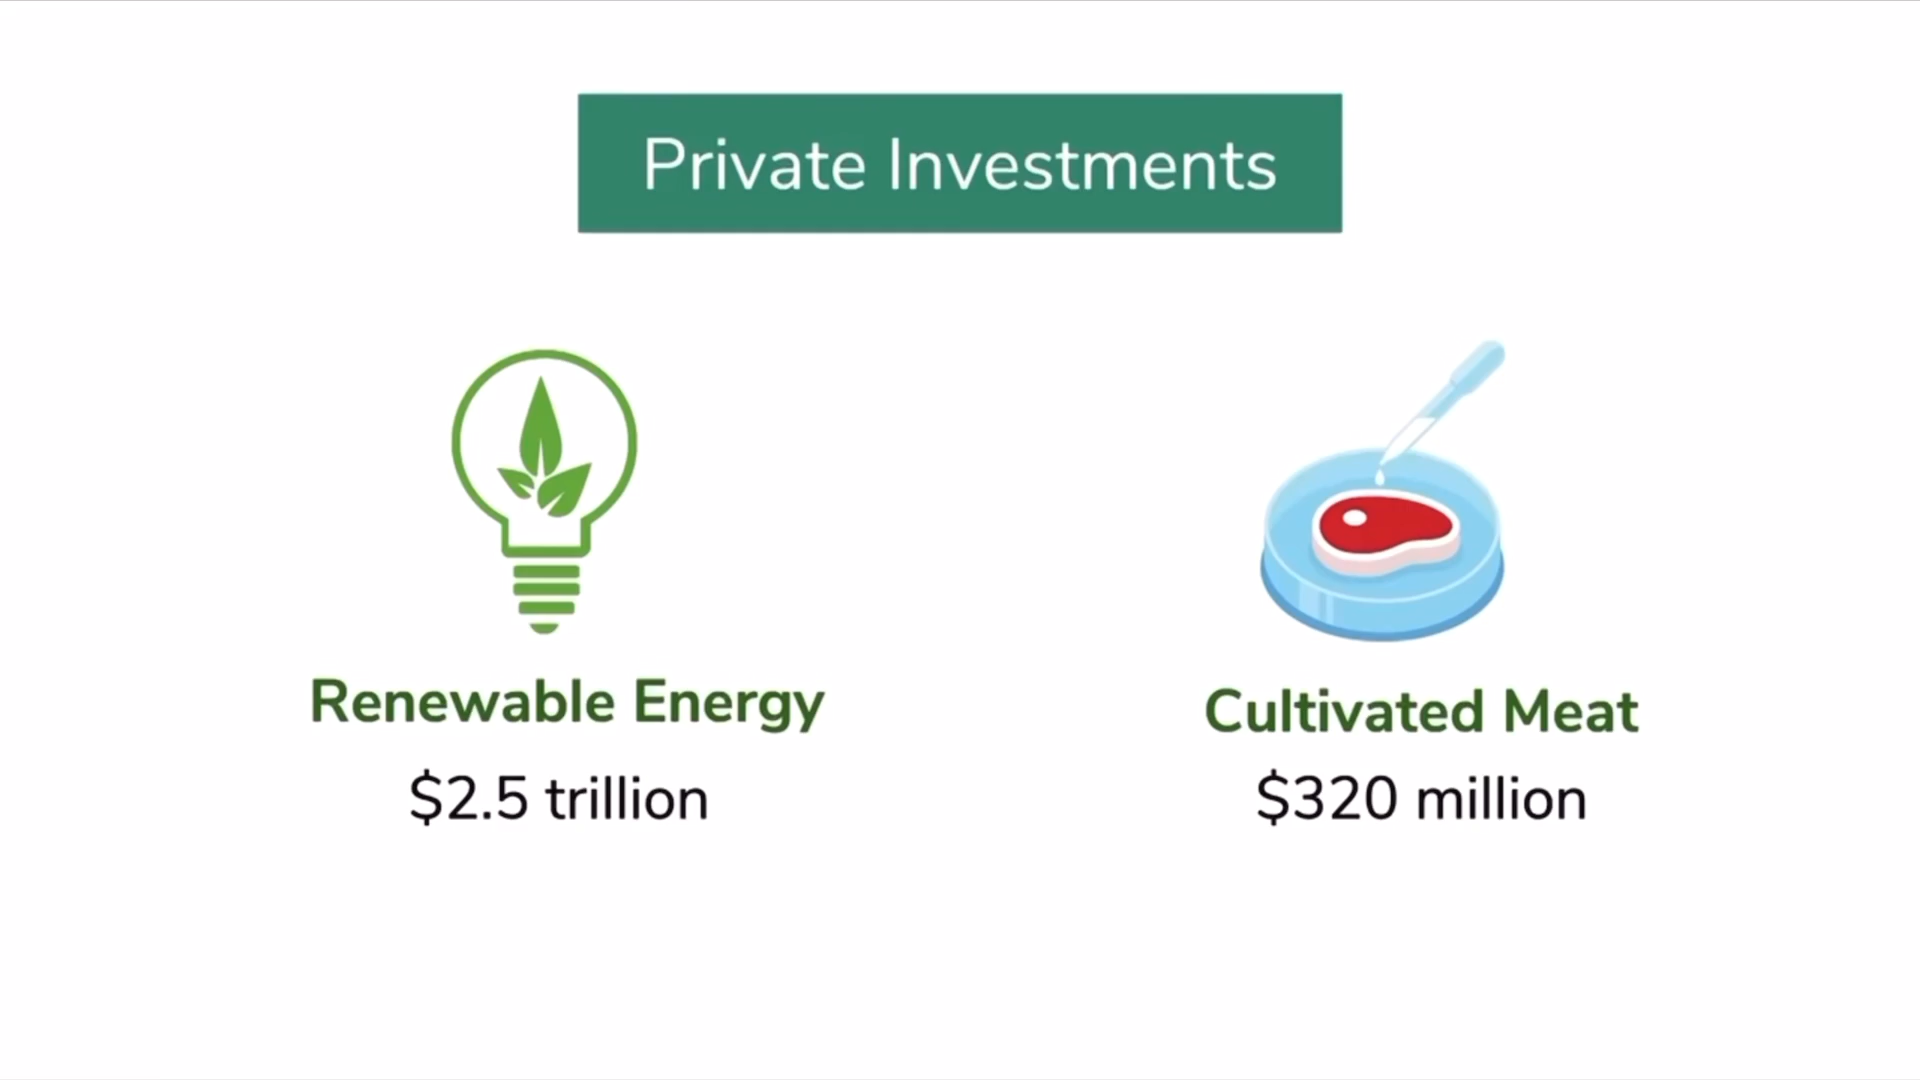 Private Investments
Renewable Energy
$2.5 trillion
Cultivated Meat
$320 million